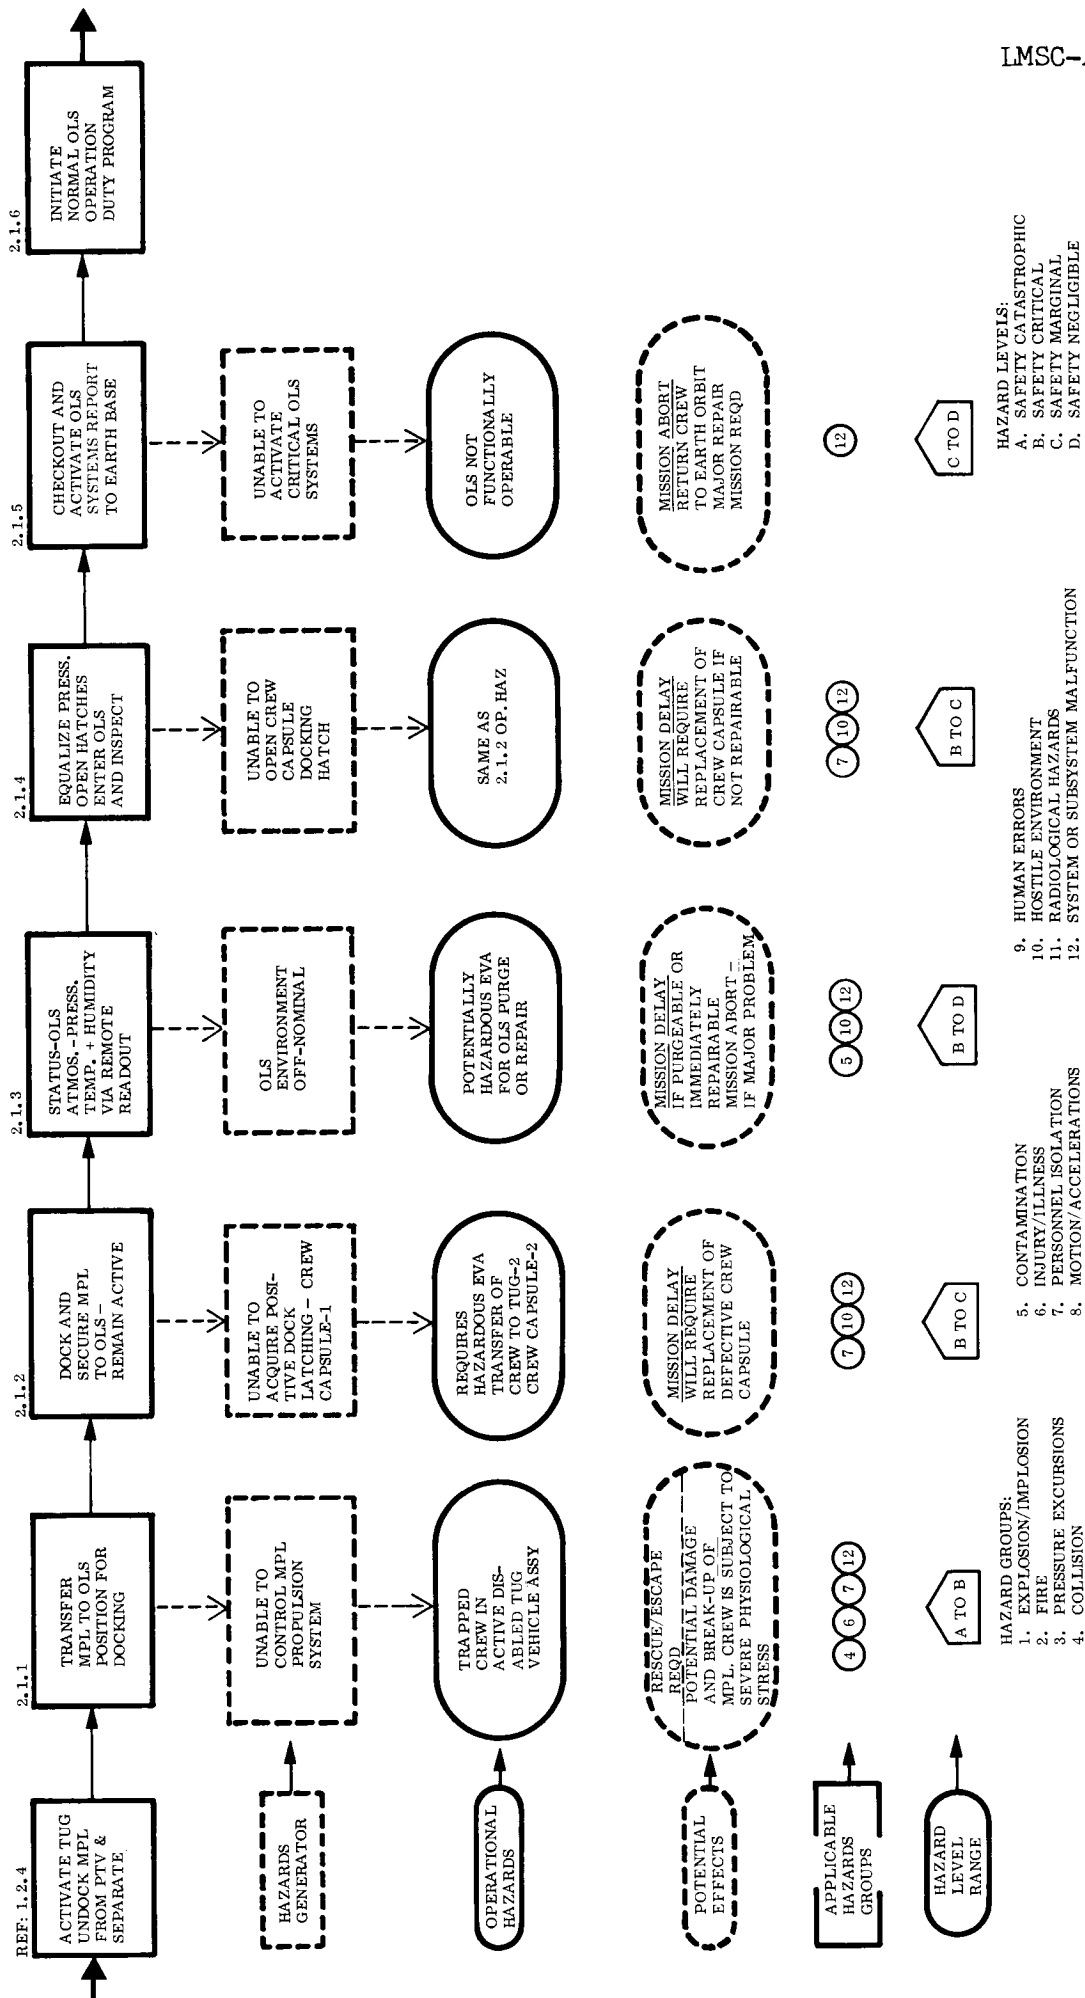 REF: 1.2.4
ACTIVATE TUG
UNDOCK MPL
FROM PTV &
SEPARATE
2.1.1
TRANSFER
MPL TO OLS
POSITION FOR
DOCKING
2.1.2
DOCK AND
SECURE MPL
TO OLS –
REMAIN ACTIVE
2.1.3
STATUS-OLS
ATMOS.-PRESS.
TEMP. + HUMIDITY
VIA REMOTE
READOUT
2.1.4
EQUALIZE PRESS.
OPEN HATCHES
ENTER OLS
AND INSPECT
2.1.5
CHECKOUT AND
ACTIVATE OLS
SYSTEMS REPORT
TO EARTH BASE
2.1.6
INITIATE
NORMAL OLS
OPERATION
DUTY PROGRAM
HAZARDS
GENERATOR
UNABLE TO
CONTROL MPL
PROPULSION
SYSTEM
UNABLE TO
ACQUIRE POSI-
TIVE DOCK
LATCHING – CREW
CAPSULE-1
OLS
ENVIRONMENT
OFF-NOMINAL
UNABLE TO
OPEN CREW
CAPSULE
DOCKING
HATCH
UNABLE TO
ACTIVATE
CRITICAL OLS
SYSTEMS
OPERATIONAL
HAZARDS
TRAPPED
CREW IN
ACTIVE DIS-
ABLED TUG
VEHICLE ASSY
REQUIRES
HAZARDOUS EVA
TRANSFER OF
CREW TO TUG-2
CREW CAPSULE-2
POTENTIALLY
HAZARDOUS EVA
FOR OLS PURGE
OR REPAIR
SAME AS
2.1.2 OP. HAZ
OLS NOT
FUNCTIONALLY
OPERABLE
POTENTIAL
EFFECTS
RESCUE/ESCAPE
REQD
POTENTIAL DAMAGE
AND BREAK-UP OF
MPL. CREW IS SUBJECT TO
SEVERE PHYSIOLOGICAL
STRESS
MISSION DELAY
WILL REQUIRE
REPLACEMENT OF
DEFECTIVE CREW
CAPSULE
MISSION DELAY
IF PURGEABLE OR
IMMEDIATELY
REPAIRABLE
MISSION ABORT –
IF MAJOR PROBLEM
MISSION DELAY
WILL REQUIRE
REPLACEMENT OF
CREW CAPSULE IF
NOT REPAIRABLE
MISSION ABORT
RETURN CREW
TO EARTH ORBIT
MAJOR REPAIR
MISSION REQD
APPLICABLE
HAZARDS
GROUPS
4 6 7 12
7 10 12
5 10 12
7 10 12
12
HAZARD
LEVEL
RANGE
A TO B
B TO C
B TO D
B TO C
C TO D
HAZARD GROUPS:
1. EXPLOSION/IMPLOSION
2. FIRE
3. PRESSURE EXCURSIONS
4. COLLISION
5. CONTAMINATION
6. INJURY/ILLNESS
7. PERSONNEL ISOLATION
8. MOTION/ACCELERATIONS
9. HUMAN ERRORS
10. HOSTILE ENVIRONMENT
11. RADIOLOGICAL HAZARDS
12. SYSTEM OR SUBSYSTEM MALFUNCTION
HAZARD LEVELS:
A. SAFETY CATASTROPHIC
B. SAFETY CRITICAL
C. SAFETY MARGINAL
D. SAFETY NEGLIGIBLE
LMSC-